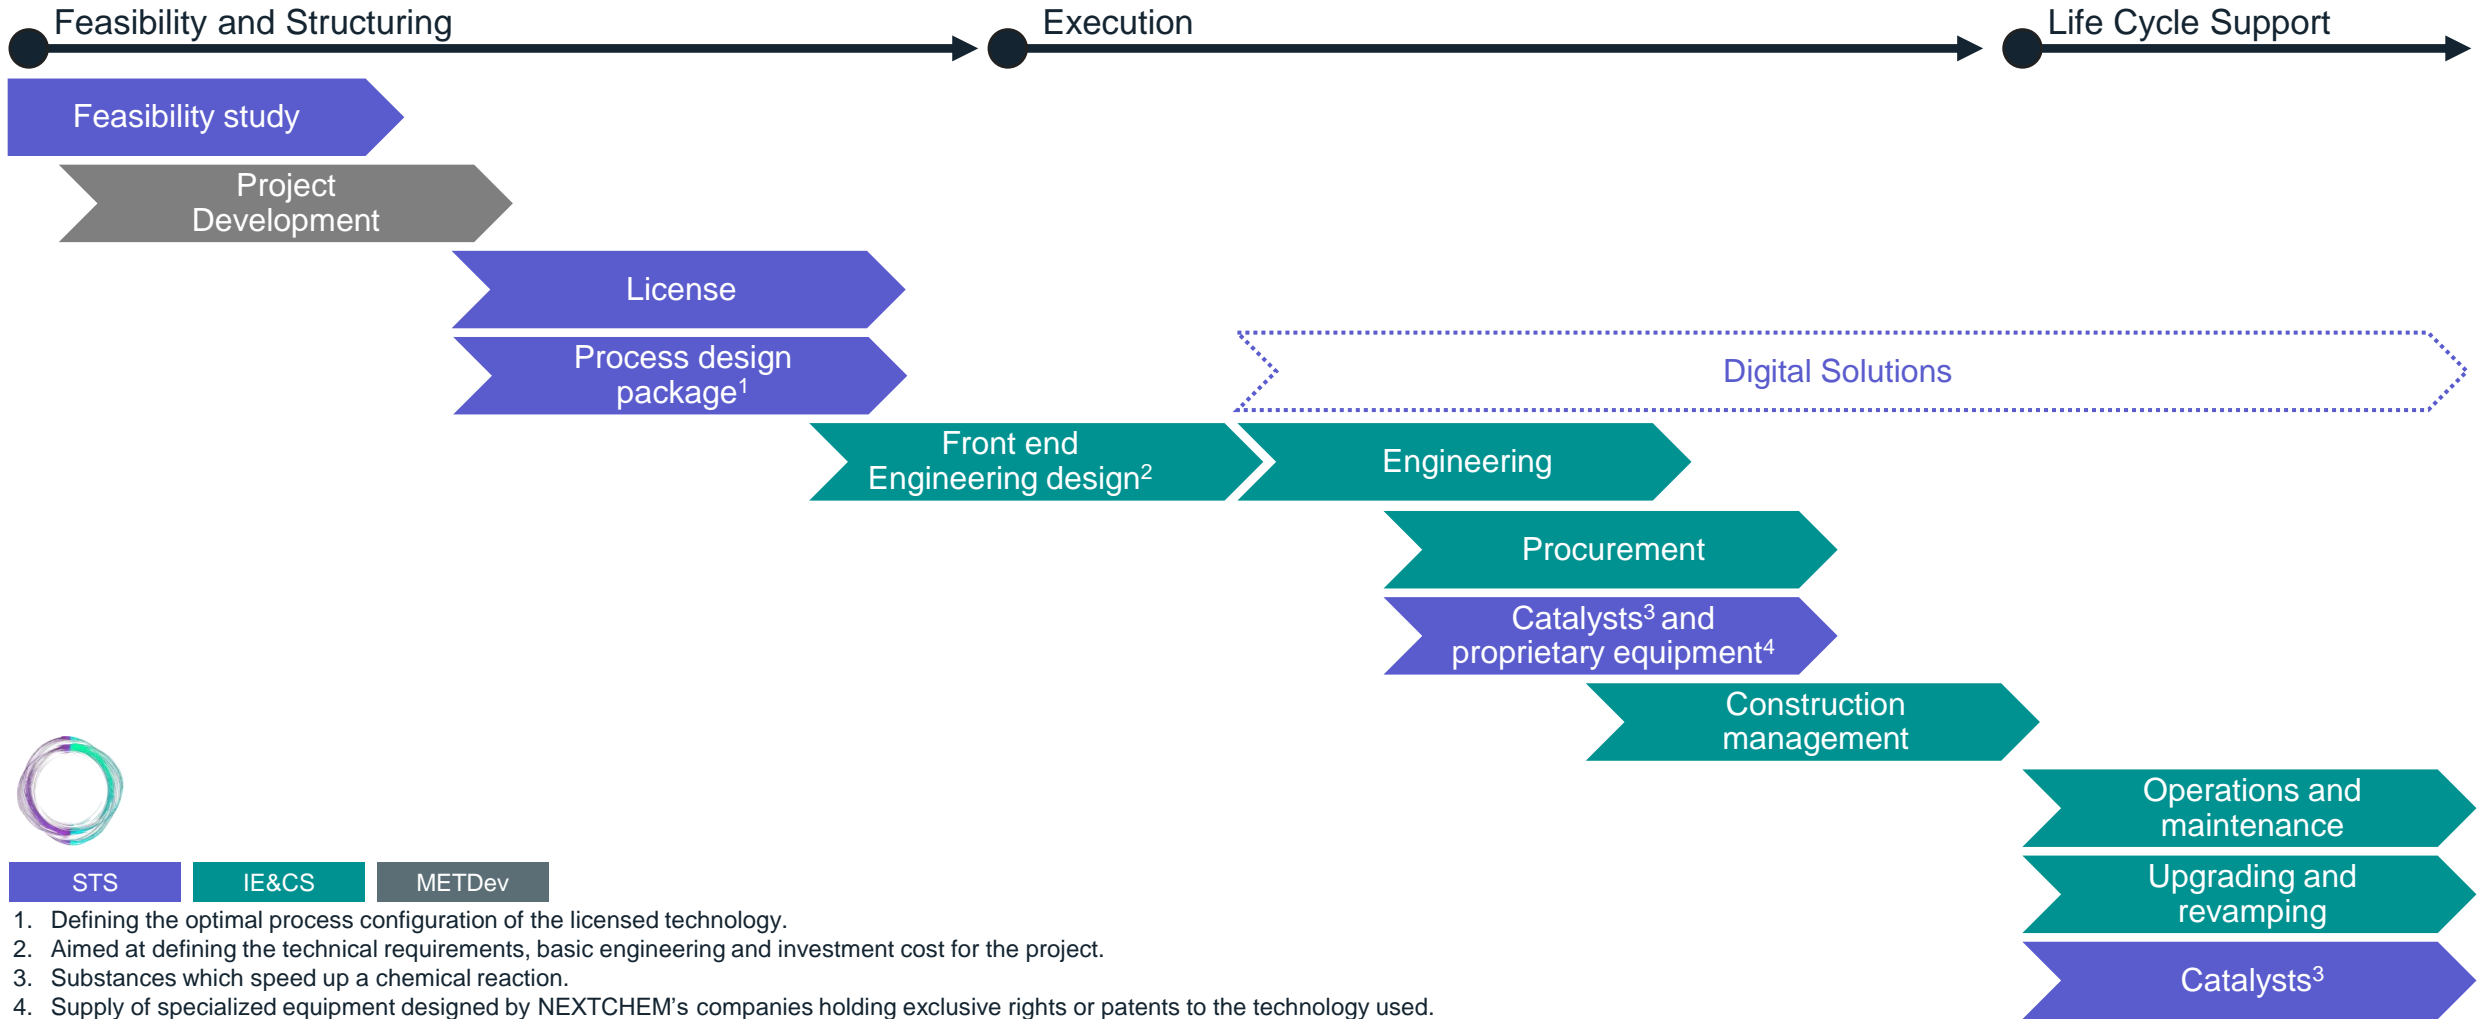 Feasibility and Structuring
Execution
Life Cycle Support
Feasibility study
Project
Development
License
Process design
package¹
Digital Solutions
Front end
Engineering design²
Engineering
Procurement
Catalysts³ and
proprietary equipment⁴
Construction
management
Operations and
maintenance
Upgrading and
revamping
Catalysts³
STS
IE&CS
METDev
1. Defining the optimal process configuration of the licensed technology.
2. Aimed at defining the technical requirements, basic engineering and investment cost for the project.
3. Substances which speed up a chemical reaction.
4. Supply of specialized equipment designed by NEXTCHEM's companies holding exclusive rights or patents to the technology used.